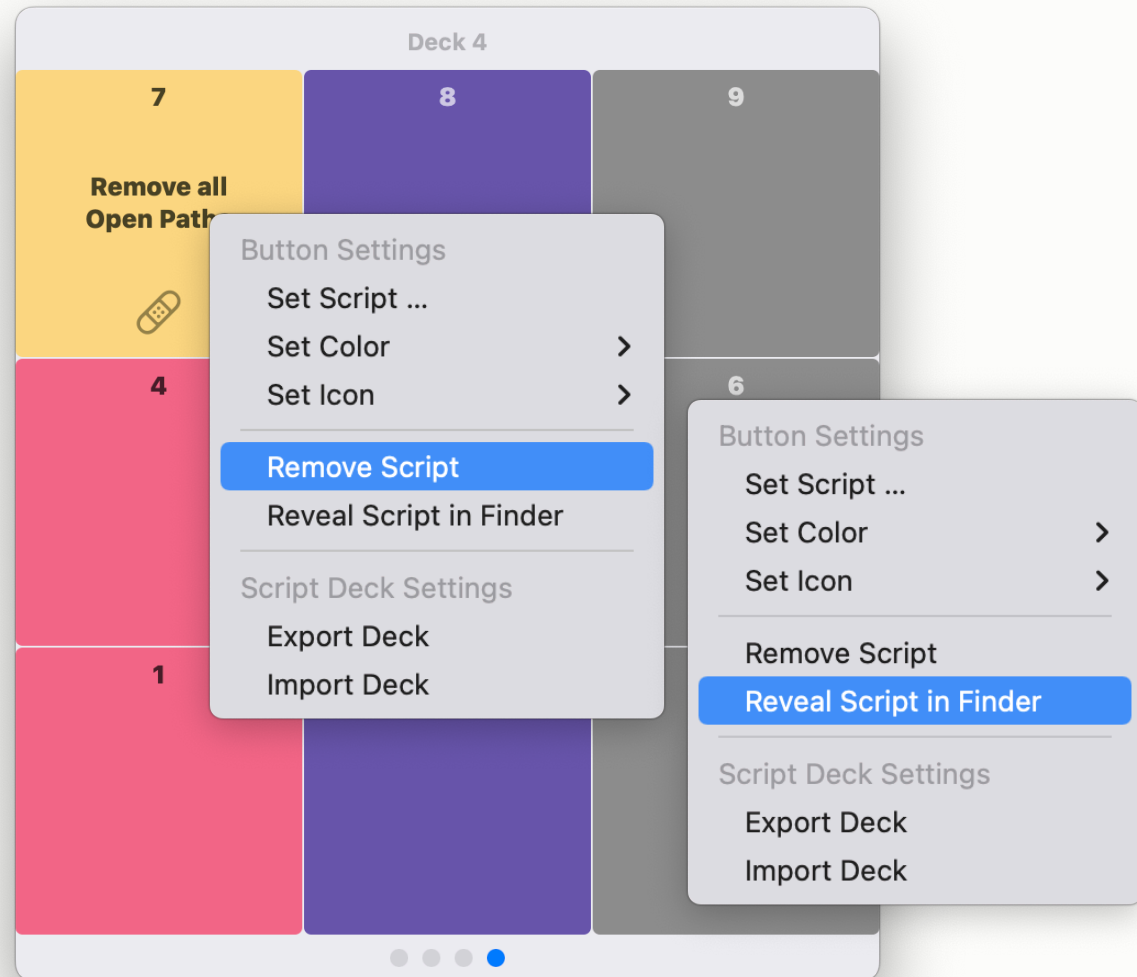 Deck 4
7
8
9
Remove all
Open Path
4
6
1
Button Settings
Set Script ...
Set Color
Set Icon
Remove Script
Reveal Script in Finder
Script Deck Settings
Export Deck
Import Deck
Button Settings
Set Script ...
Set Color
Set Icon
Remove Script
Reveal Script in Finder
Script Deck Settings
Export Deck
Import Deck